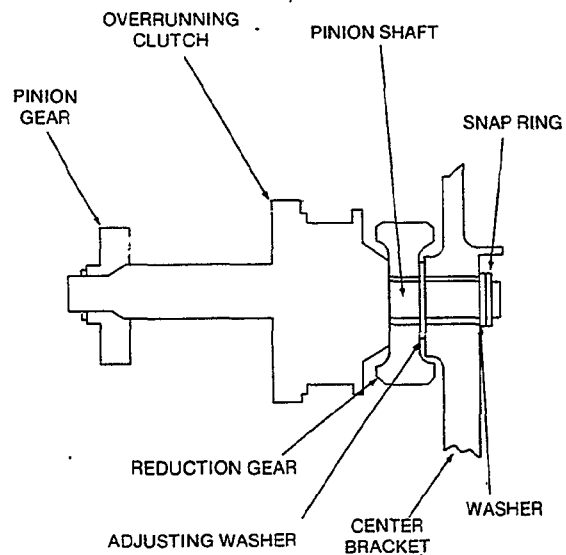 OVERRUNNING
CLUTCH
PINION SHAFT
PINION
GEAR
SNAP RING
REDUCTION GEAR
WASHER
ADJUSTING WASHER
CENTER
BRACKET